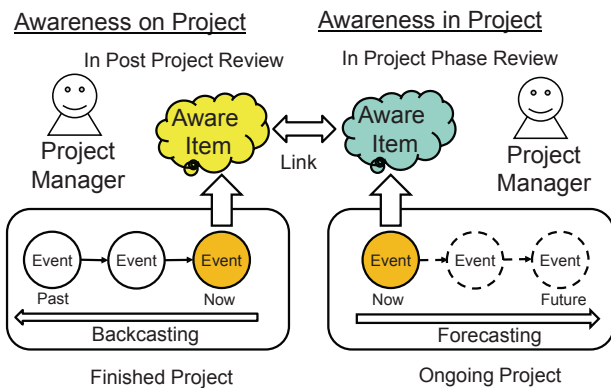 Awareness on Project
Awareness in Project
In Post Project Review
In Project Phase Review
Aware
Item
Link
Aware
Item
Project
Manager
Project
Manager
Event
Event
Event
Past
Now
Backcasting
Event
Event
Event
Now
Future
Forecasting
Finished Project
Ongoing Project